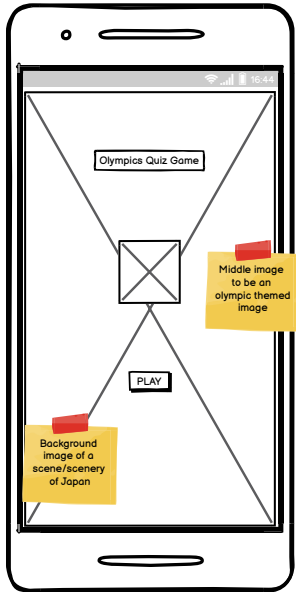 16:44
Olympics Quiz Game
Middle image
to be an
olympic themed
image
PLAY
Background
image of a
scene/scenery
of Japan